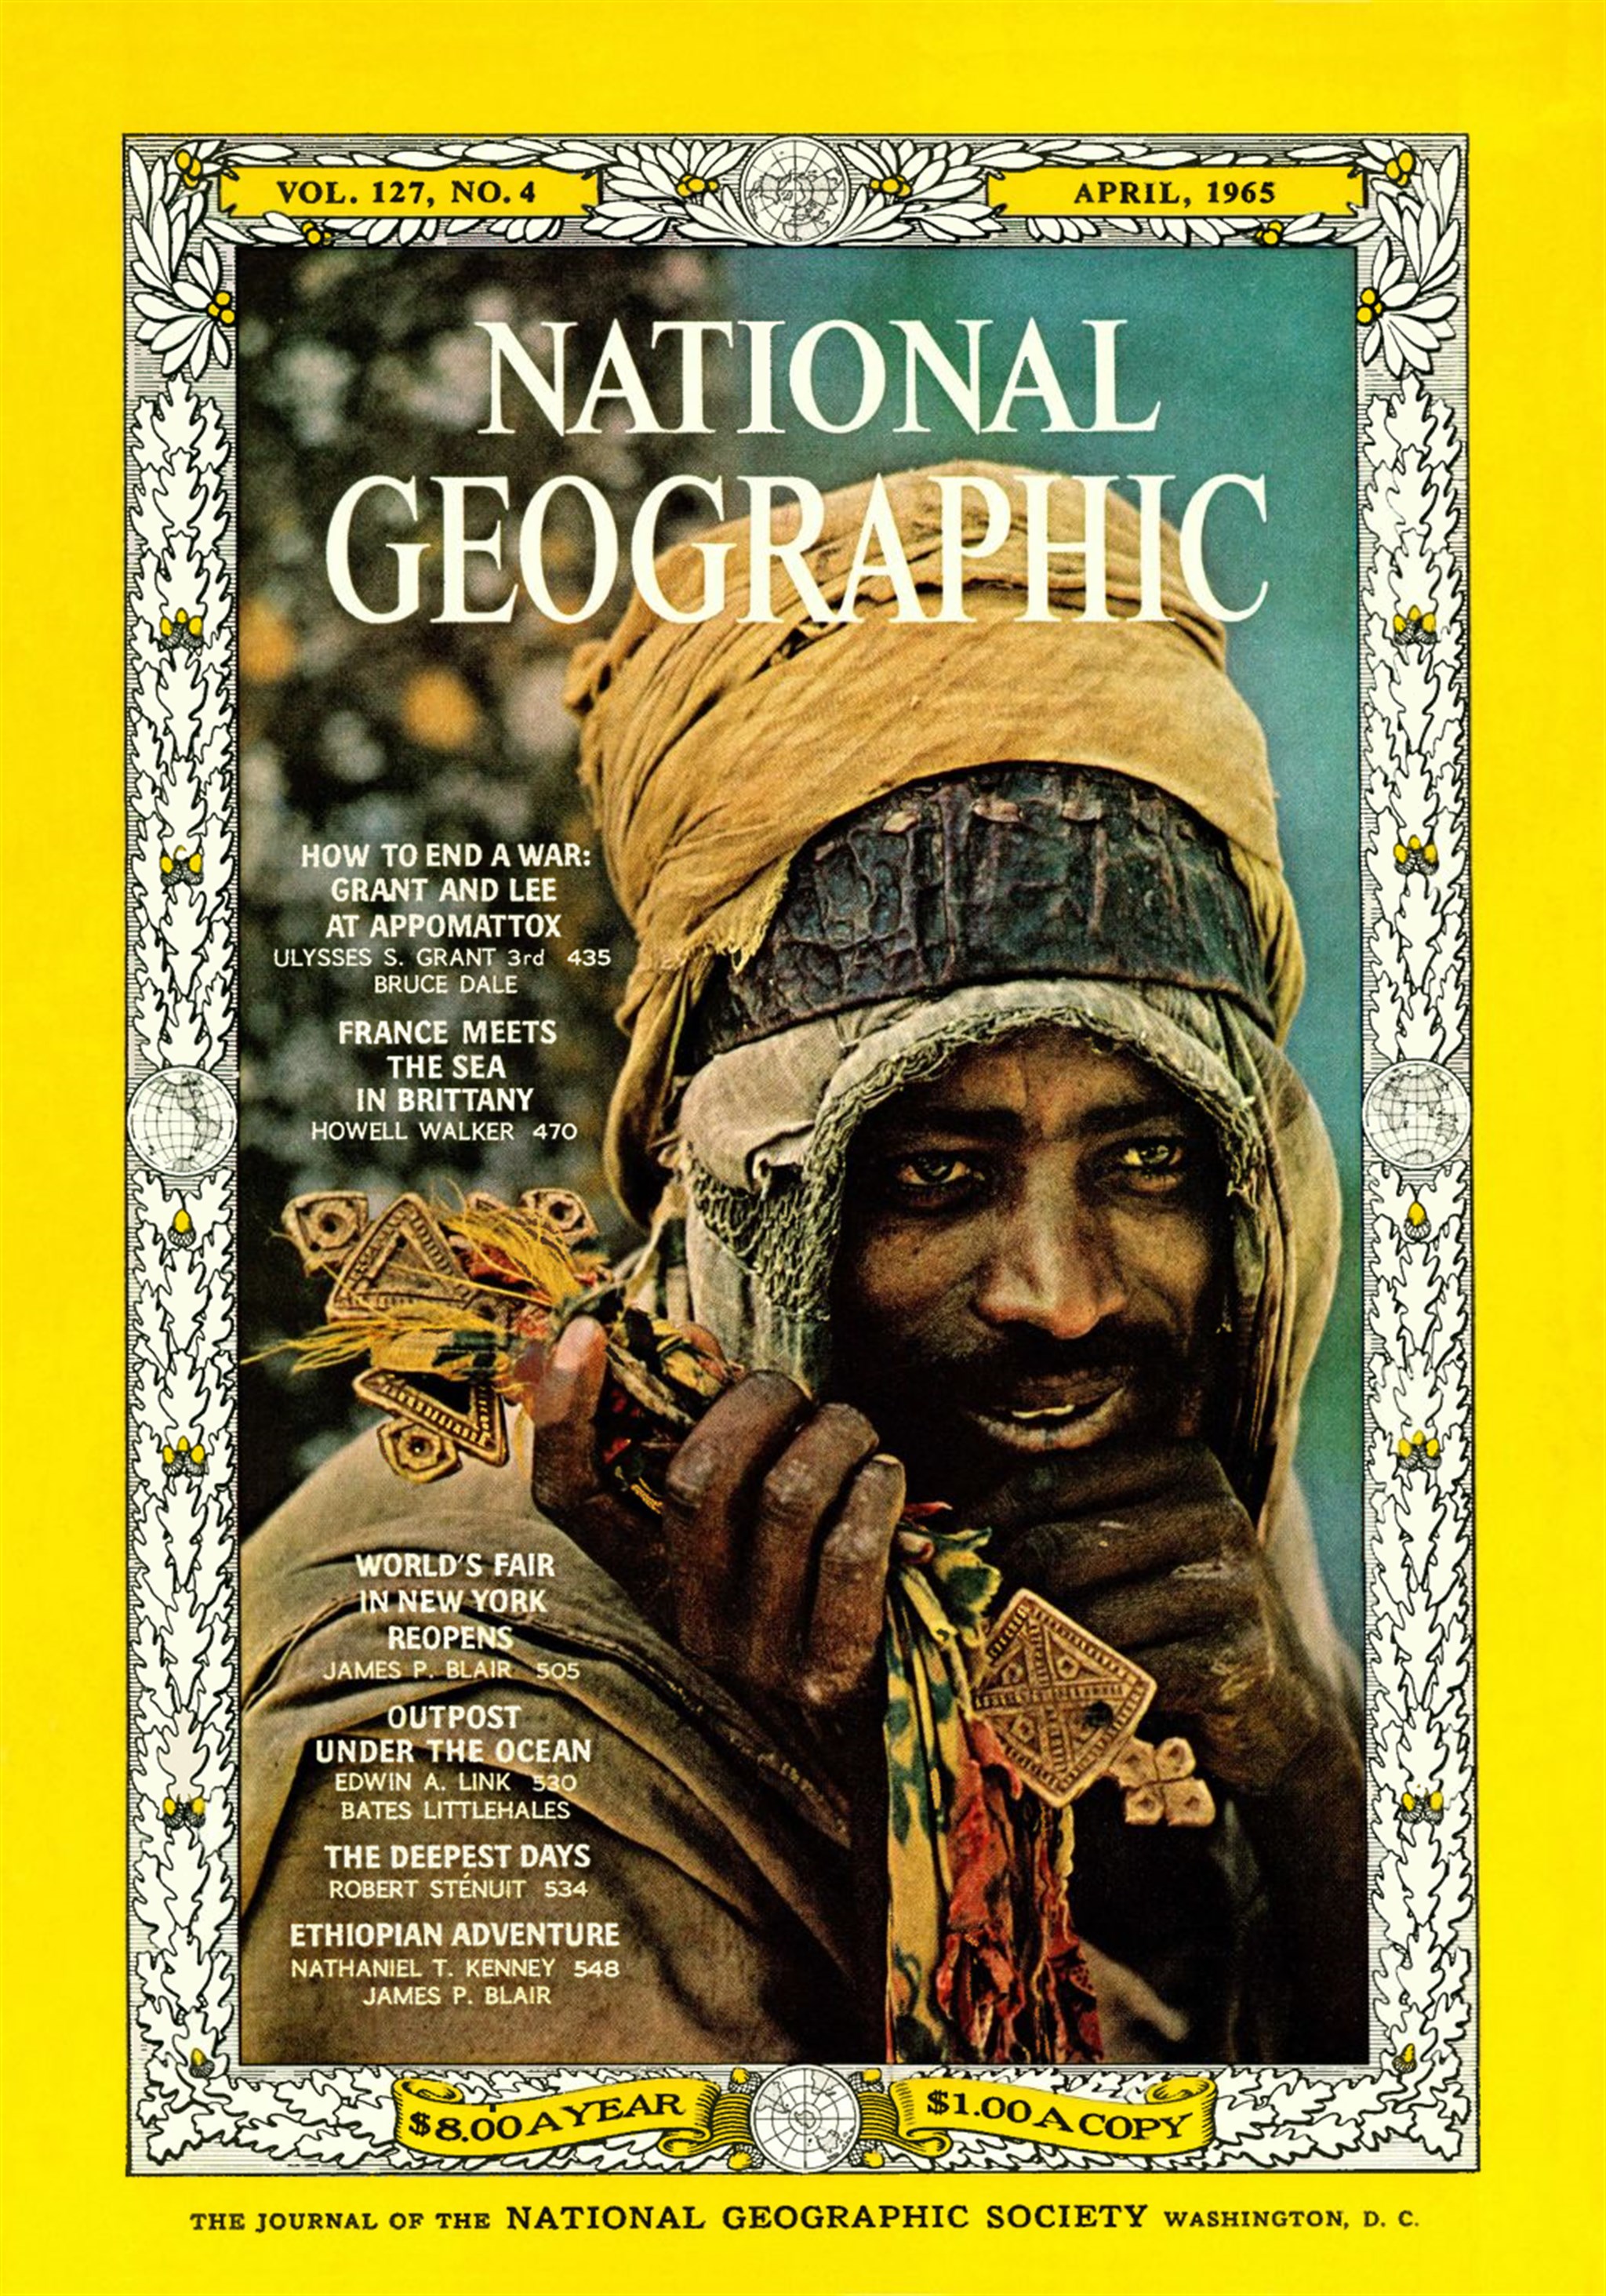 VOL. 127, NO. 4
APRIL, 1965
NATIONAL
GEOGRAPHIC
HOW TO END A WAR:
GRANT AND LEE
AT APPOMATTOX
ULYSSES S. GRANT 3rd 435
BRUCE DALE
FRANCE MEETS
THE SEA
IN BRITTANY
HOWELL WALKER 470
WORLD'S FAIR
IN NEW YORK
REOPENS
JAMES P. BLAIR 505
OUTPOST
UNDER THE OCEAN
EDWIN A. LINK 530
BATES LITTLEHALES
THE DEEPEST DAYS
ROBERT STÉNUIT 534
ETHIOPIAN ADVENTURE
NATHANIEL T. KENNEY 548
JAMES P. BLAIR
$8.00 A YEAR
$1.00 A COPY
THE JOURNAL OF THE NATIONAL GEOGRAPHIC SOCIETY WASHINGTON, D. C.